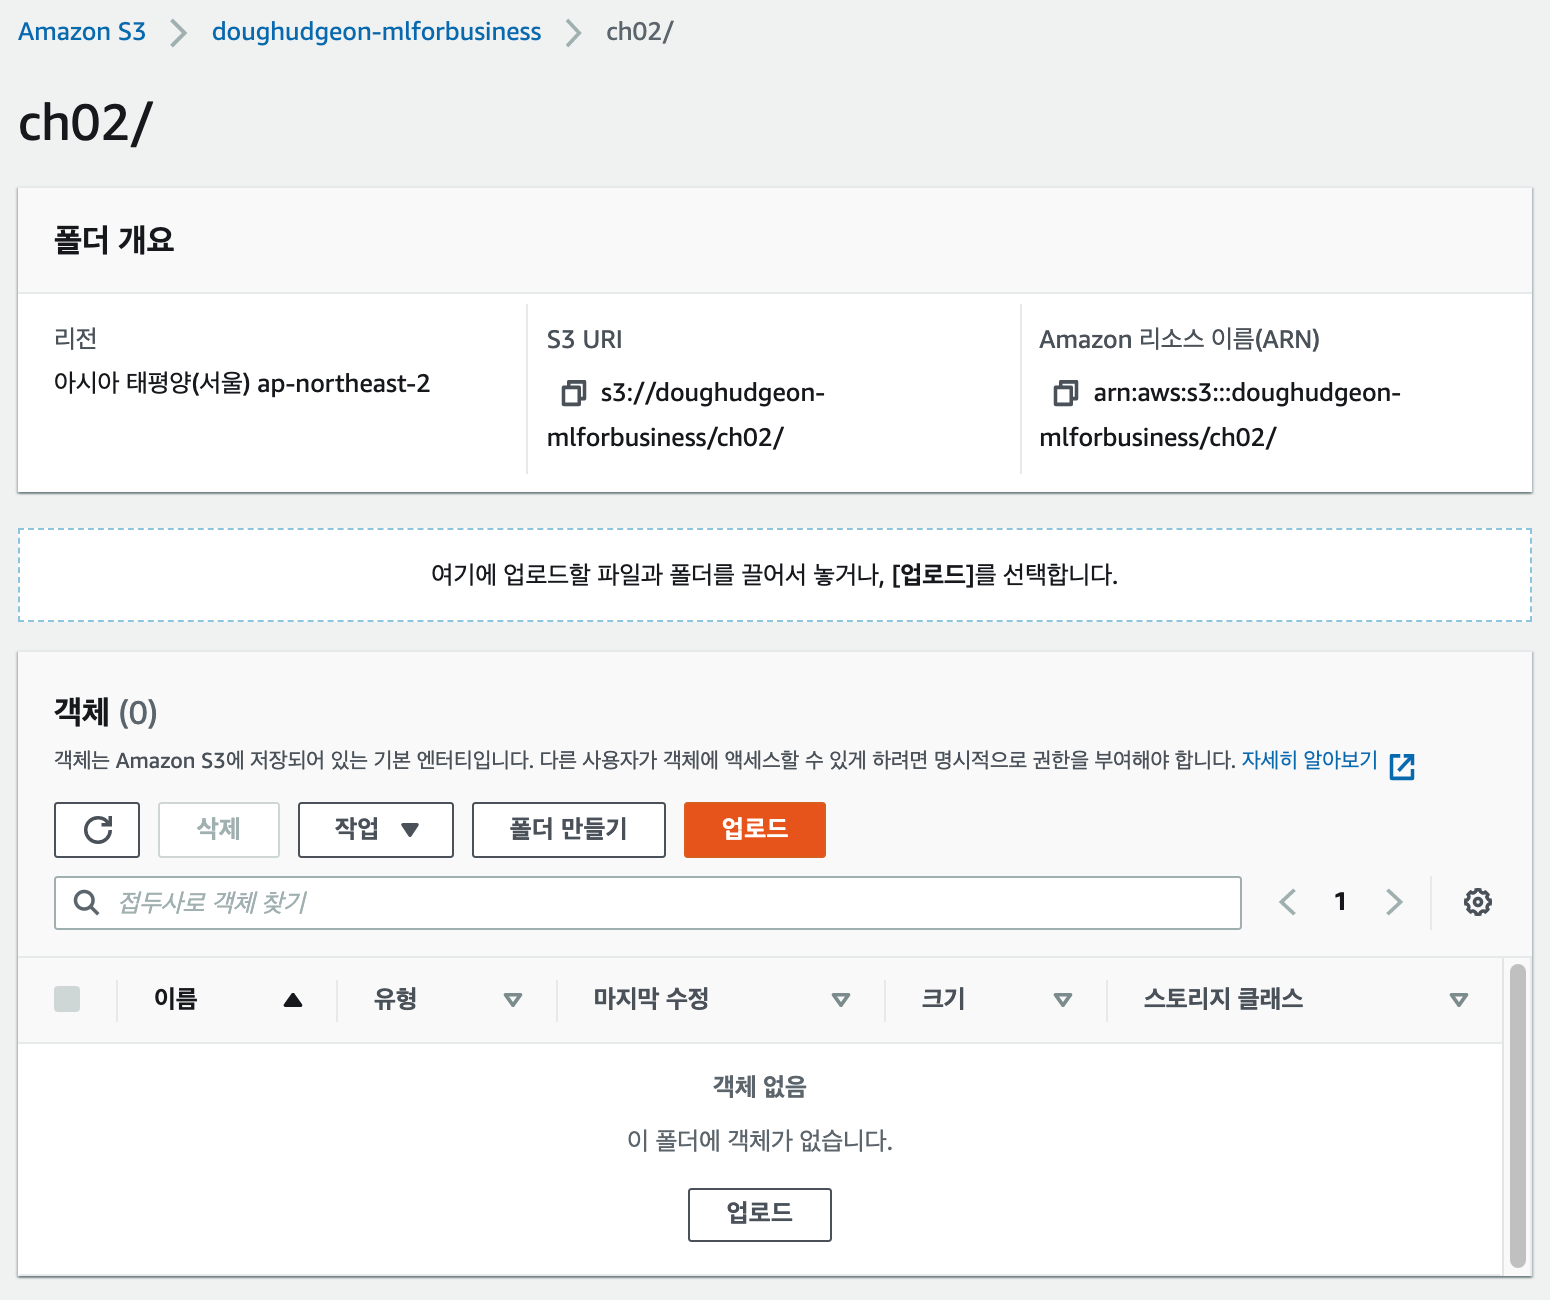 Amazon S3 > doughudgeon-mlforbusiness > ch02/
ch02/
폴더 개요
리전
아시아 태평양(서울) ap-northeast-2
S3 URI
s3://doughudgeon-
mlforbusiness/ch02/
Amazon 리소스 이름(ARN)
arn:aws:s3:::doughudgeon-
mlforbusiness/ch02/
여기에 업로드할 파일과 폴더를 끌어서 놓거나, [업로드]를 선택합니다.
객체 (0)
객체는 Amazon S3에 저장되어 있는 기본 엔터티입니다. 다른 사용자가 객체에 액세스할 수 있게 하려면 명시적으로 권한을 부여해야 합니다. 자세히 알아보기
삭제 작업 폴더 만들기 업로드
접두사로 객체 찾기 1
이름 유형 마지막 수정 크기 스토리지 클래스
객체 없음
이 폴더에 객체가 없습니다.
업로드